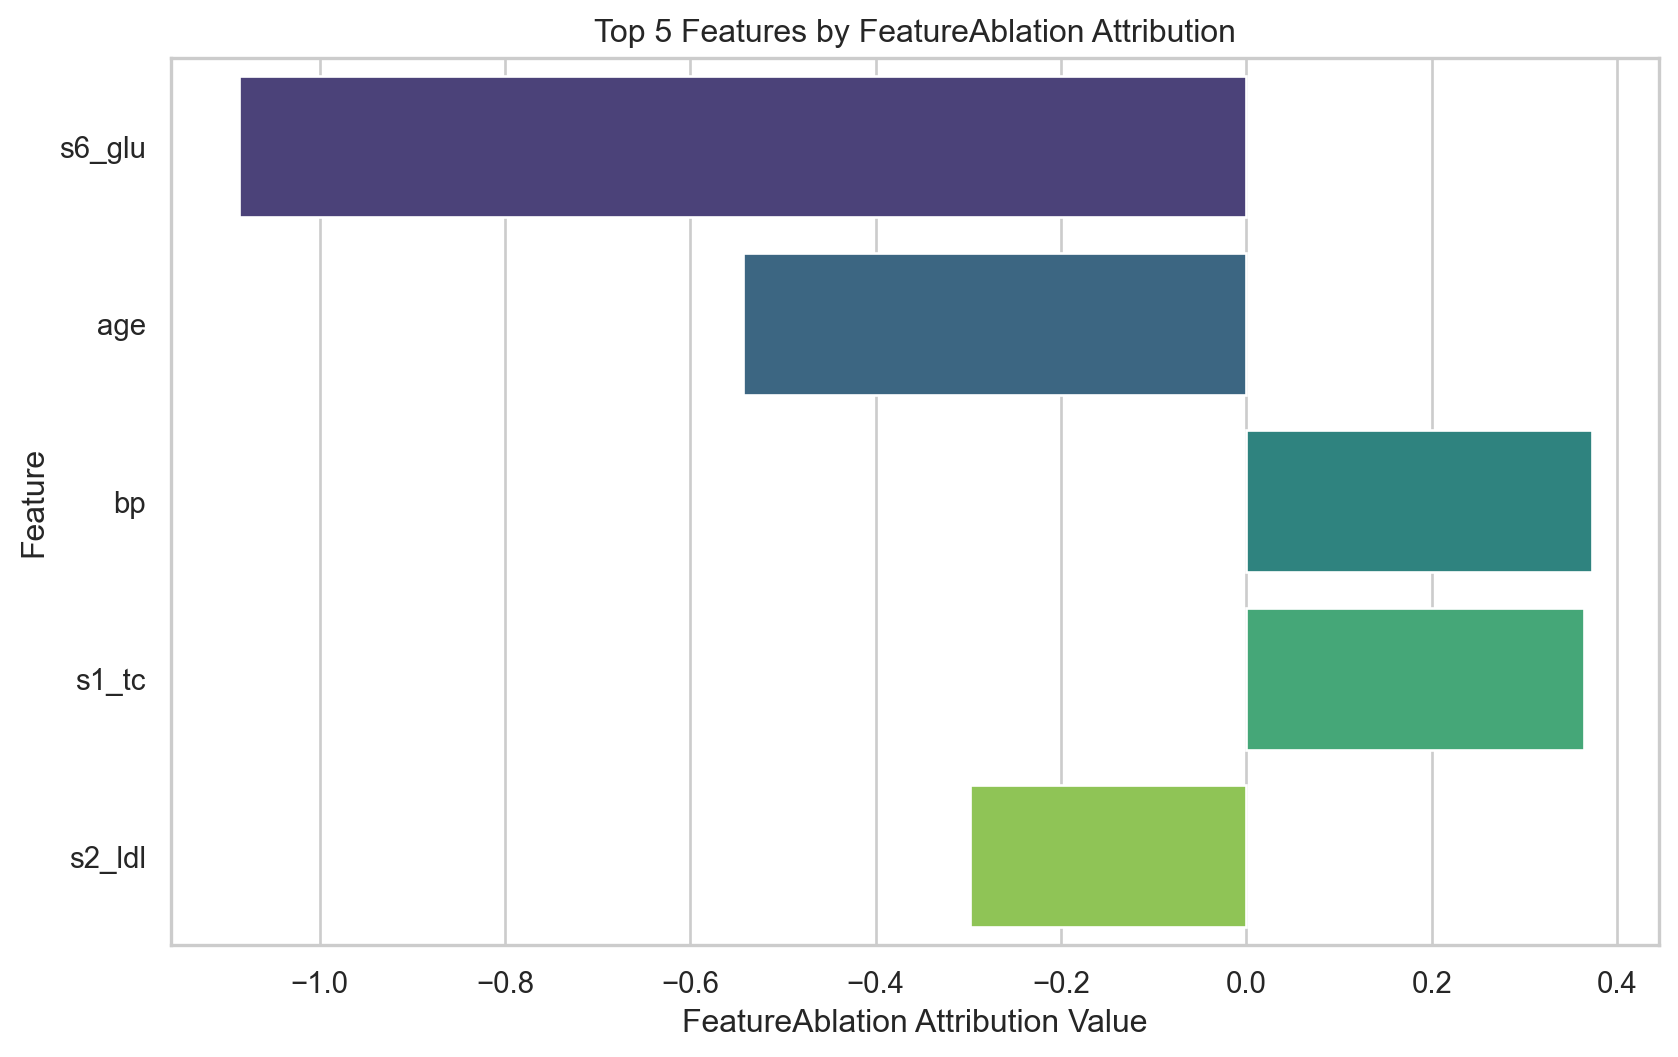 Top 5 Features by FeatureAblation Attribution
Feature
s6_glu
age
bp
s1_tc
s2_ldl
−1.0 −0.8 −0.6 −0.4 −0.2 0.0 0.2 0.4
FeatureAblation Attribution Value